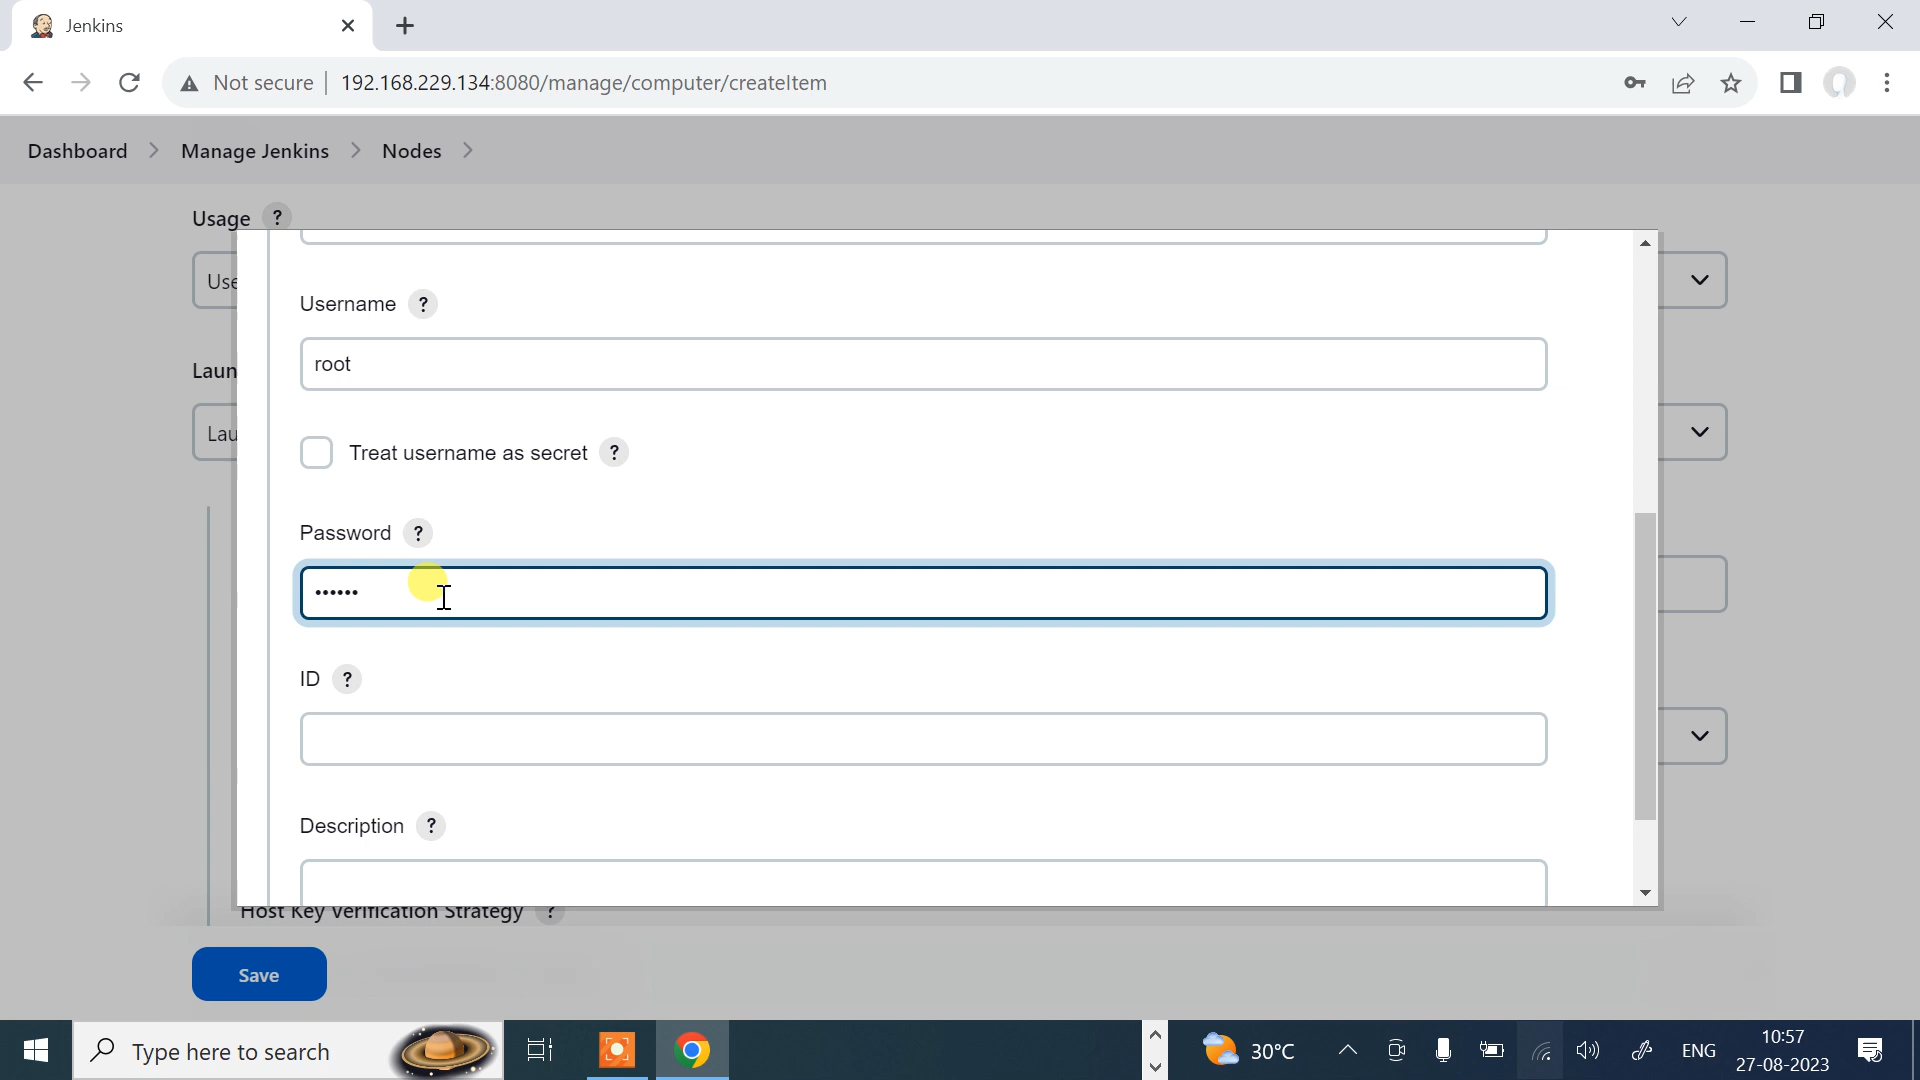 Jenkins
Not secure 192.168.229.134:8080/manage/computer/createItem
Dashboard Manage Jenkins Nodes
Usage ?
Use
Username ?
root
Laun
Lau
Treat username as secret ?
Password ?
••••••
ID ?
Description ?
Host Key Verification Strategy ?
Save
Type here to search
30°C
ENG
10:57
27-08-2023